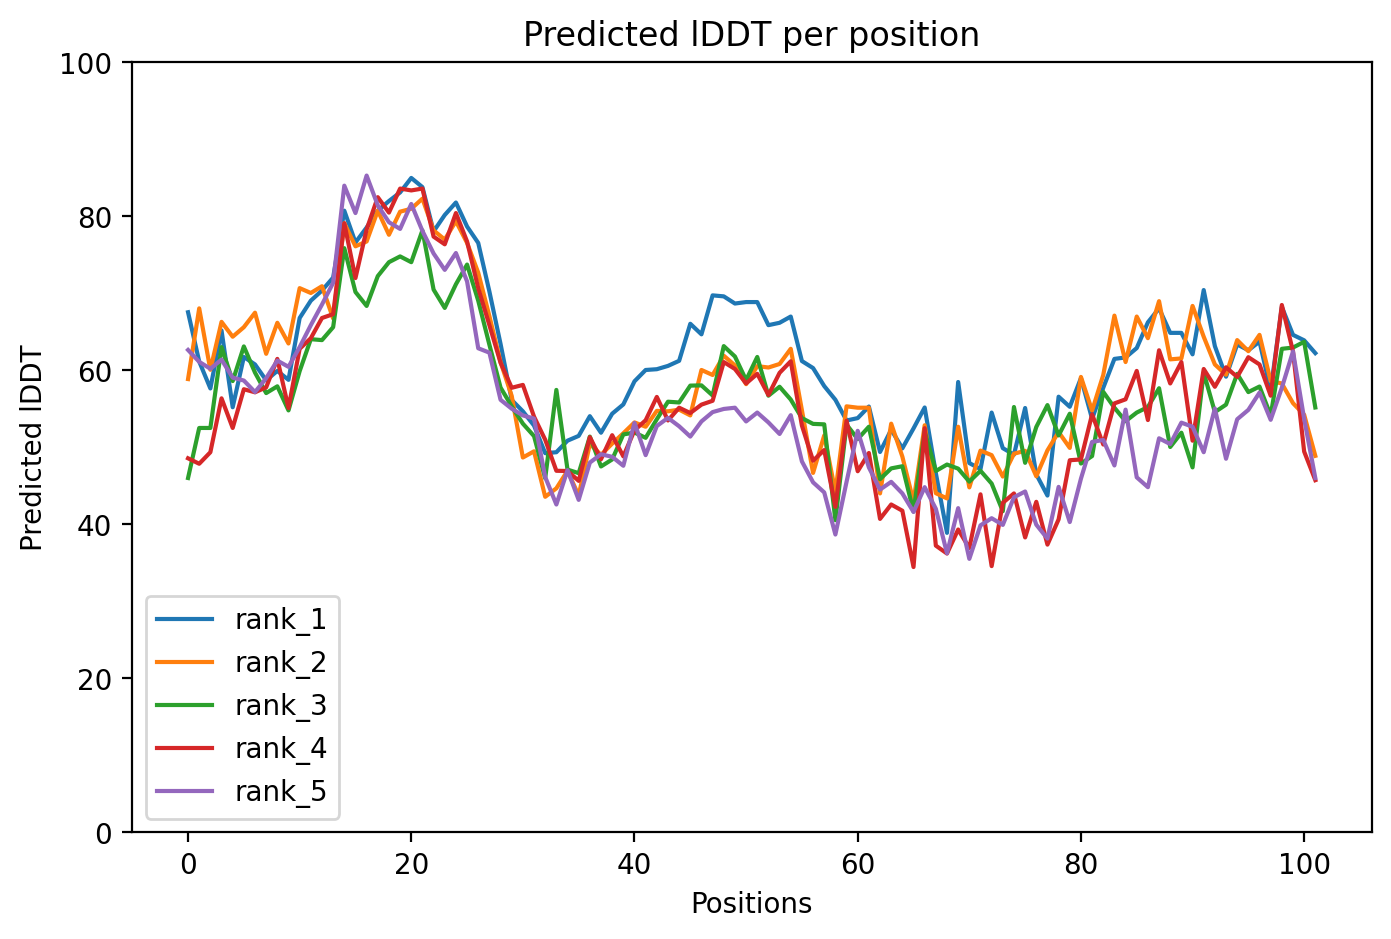 Predicted lDDT per position
Predicted lDDT
100
80
60
40
20
0
rank_1
rank_2
rank_3
rank_4
rank_5
0 20 40 60 80 100
Positions